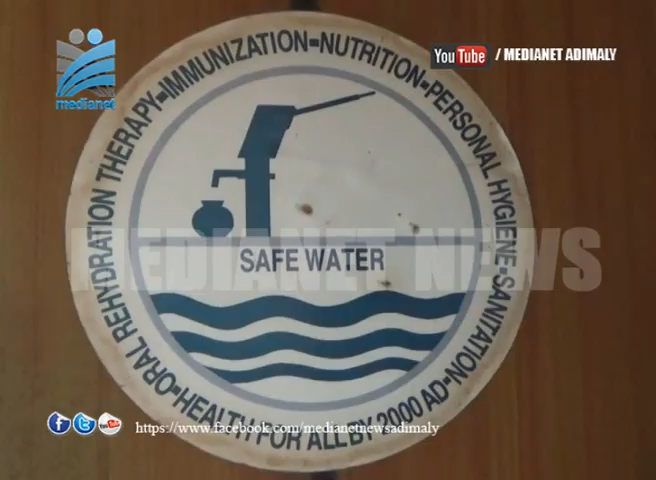 medianet
You Tube / MEDIANET ADIMALY
ORAL REHYDRATION THERAPY-IMMUNIZATION-NUTRITION-PERSONAL HYGIENE-SANITATION-HEALTH FOR ALL BY 2000 AD
MEDIANET NEWS
SAFE WATER
https://www.facebook.com/medianetnewsadimaly